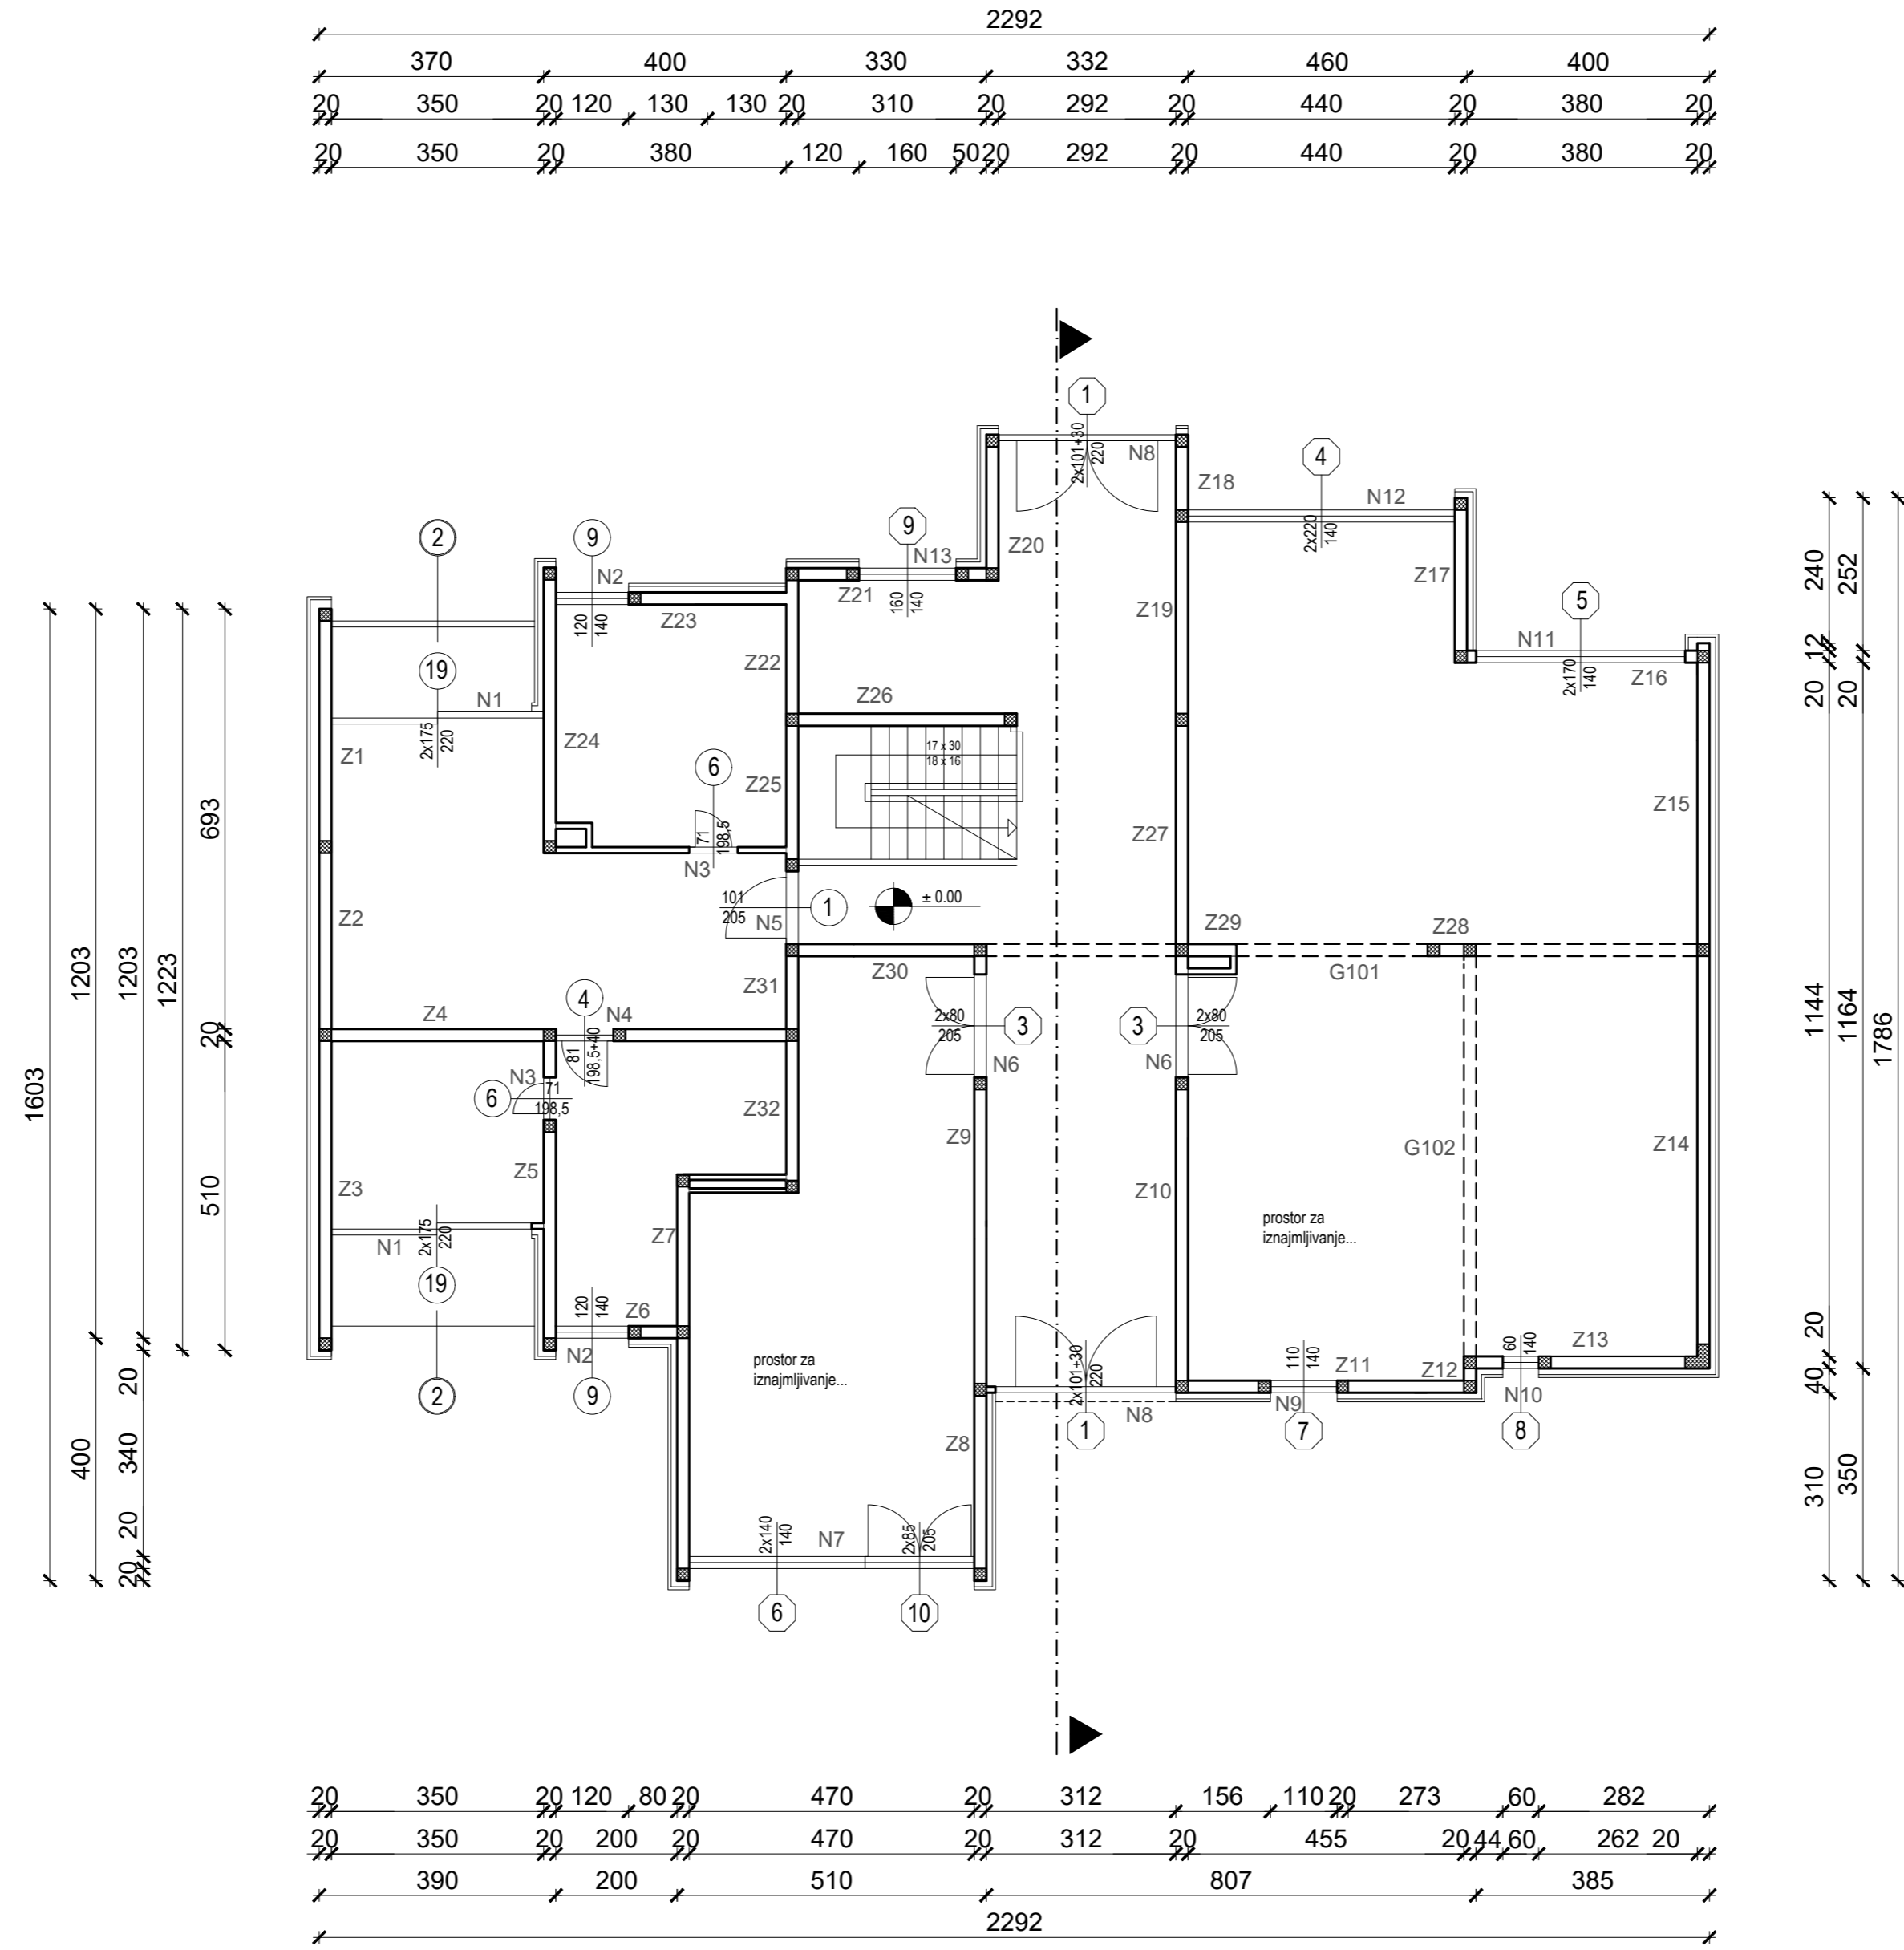 2292
370 400 330 332 460 400
20 350 20 120 130 130 20 310 20 292 20 440 20 380 20
20 350 20 380 120 160 50 20 292 20 440 20 380 20
1
2x101+30
220
N8
4
Z18
N12
2x220
140
2
9
9
N13
Z20
N2
Z21
160
140
120
140
Z23
Z17
5
N11
Z16
2x170
140
Z19
Z22
19
N1
2x175
220
Z1
Z24
Z26
17 x 30
18 x 16
6
71
198,5
Z25
N3
Z27
Z15
101
205
N5
1
± 0.00
Z2
Z29
Z28
Z30
G101
Z31
4
Z4
N4
81
198,5+40
2x80
205
3
3
2x80
205
N6
N6
N3
71
198,5
6
Z32
Z9
G102
Z14
Z3
Z5
Z10
Z7
prostor za
iznajmljivanje...
N1
2x175
220
19
120
140
Z6
N2
2
9
prostor za
iznajmljivanje...
2x101+30
220
N8
1
110
140
Z11
Z12
N9
7
60
140
Z13
N10
8
Z8
2x140
140
N7
2x85
205
6
10
1603
1203
400
1203
20
340
20
20
1223
693
20
510
240
12
20
1144
20
40
310
252
20
1164
350
1786
20 350 20 120 80 20 470 20 312 156 110 20 273 60 282
20 350 20 200 20 470 20 312 20 455 20 44 60 262 20
390 200 510 807 385
2292